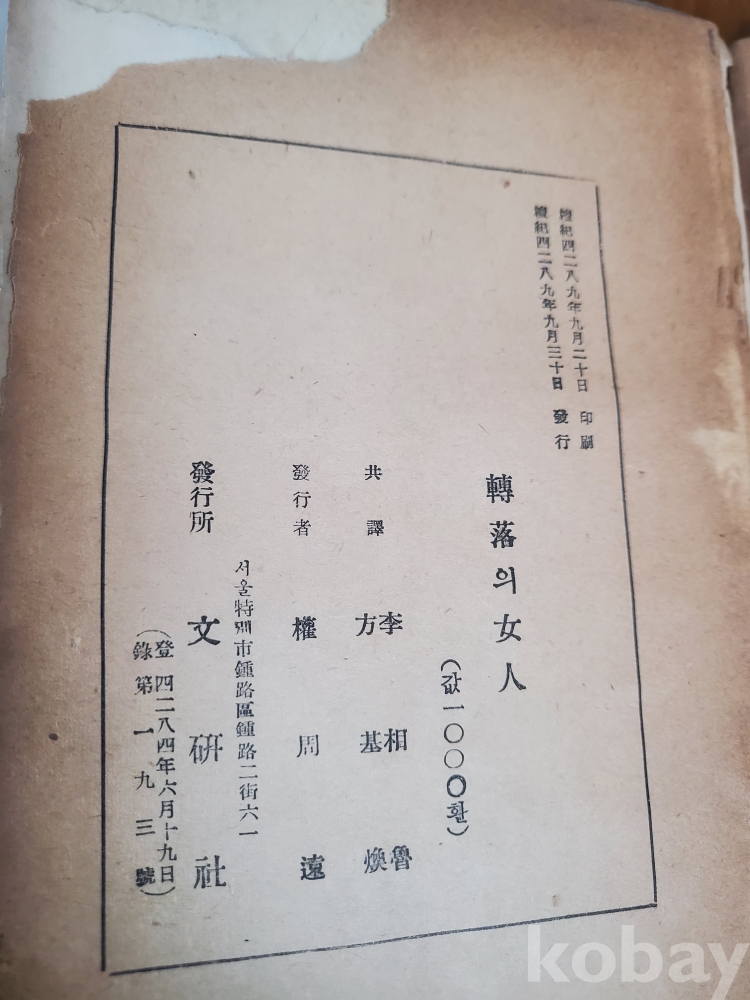 檀紀四二八九年九月二十日 印刷
檀紀四二八九年九月三十日 發行
轉落의女人
(값一〇〇〇환)
共譯 李相魯
方基煥
發行者 權周遠
서울特別市鍾路區鍾路二街六一
發行所 文硏社
(登 四二八四年六月十九日
錄第一九三號)
kobay